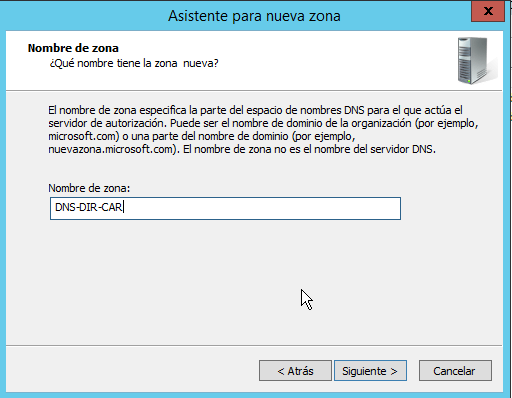 Asistente para nueva zona
x
Nombre de zona
¿Qué nombre tiene la zona nueva?
El nombre de zona especifica la parte del espacio de nombres DNS para el que actúa el
servidor de autorización. Puede ser el nombre de dominio de la organización (por ejemplo,
microsoft.com) o una parte del nombre de dominio (por ejemplo,
nuevazona.microsoft.com). El nombre de zona no es el nombre del servidor DNS.
Nombre de zona:
DNS-DIR-CAR
< Atrás
Siguiente >
Cancelar